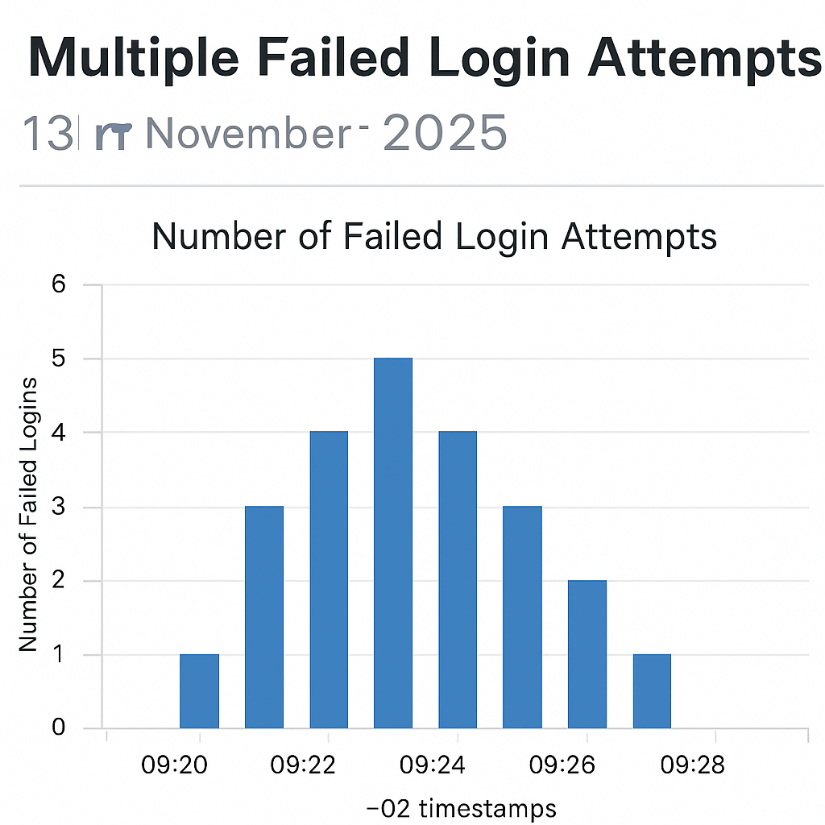 Multiple Failed Login Attempts
13 November - 2025
Number of Failed Login Attempts
6
5
4
3
2
1
0
Number of Failed Logins
09:20 09:22 09:24 09:26 09:28
–02 timestamps